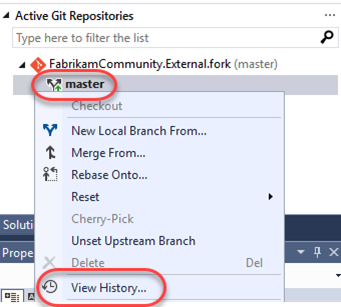 Active Git Repositories
Type here to filter the list
FabrikamCommunity.External.fork (master)
master
Checkout
New Local Branch From...
Merge From...
Rebase Onto...
Reset
Cherry-Pick
Unset Upstream Branch
Delete Del
View History...
Solutio
Prope